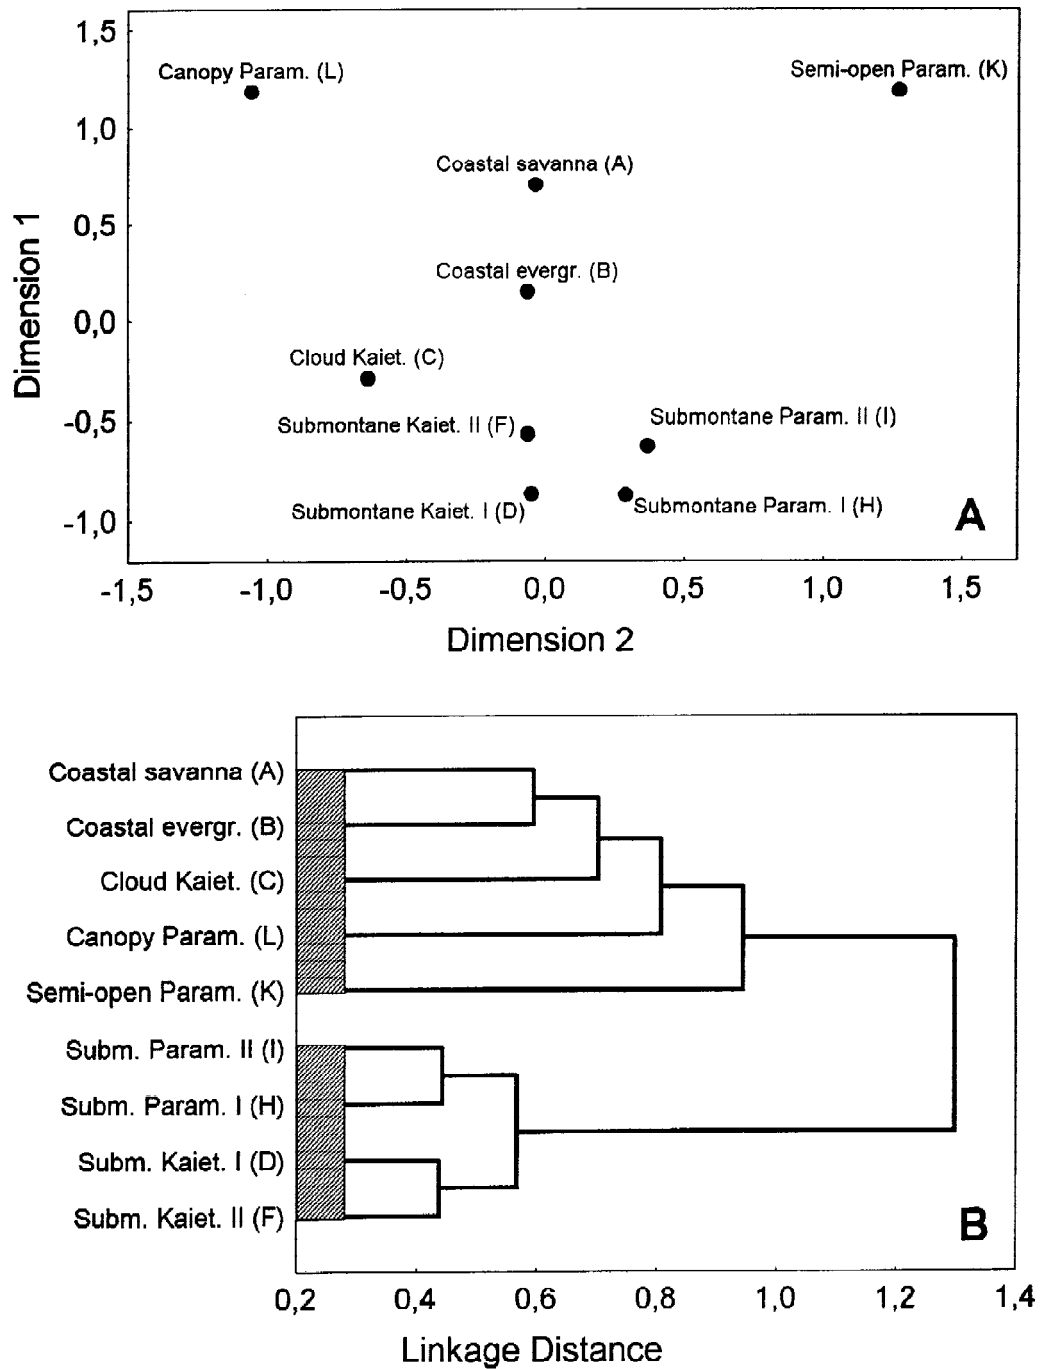 1,5
Canopy Param. (L)
Semi-open Param. (K)
1,0
Coastal savanna (A)
0,5
Coastal evergr. (B)
0,0
Cloud Kaiet. (C)
-0,5
Submontane Kaiet. II (F)
Submontane Param. II (I)
Submontane Kaiet. I (D)
Submontane Param. I (H)
-1,0
A
Dimension 1
-1,5 -1,0 -0,5 0,0 0,5 1,0 1,5
Dimension 2
Coastal savanna (A)
Coastal evergr. (B)
Cloud Kaiet. (C)
Canopy Param. (L)
Semi-open Param. (K)
Subm. Param. II (I)
Subm. Param. I (H)
Subm. Kaiet. I (D)
Subm. Kaiet. II (F)
B
0,2 0,4 0,6 0,8 1,0 1,2 1,4
Linkage Distance